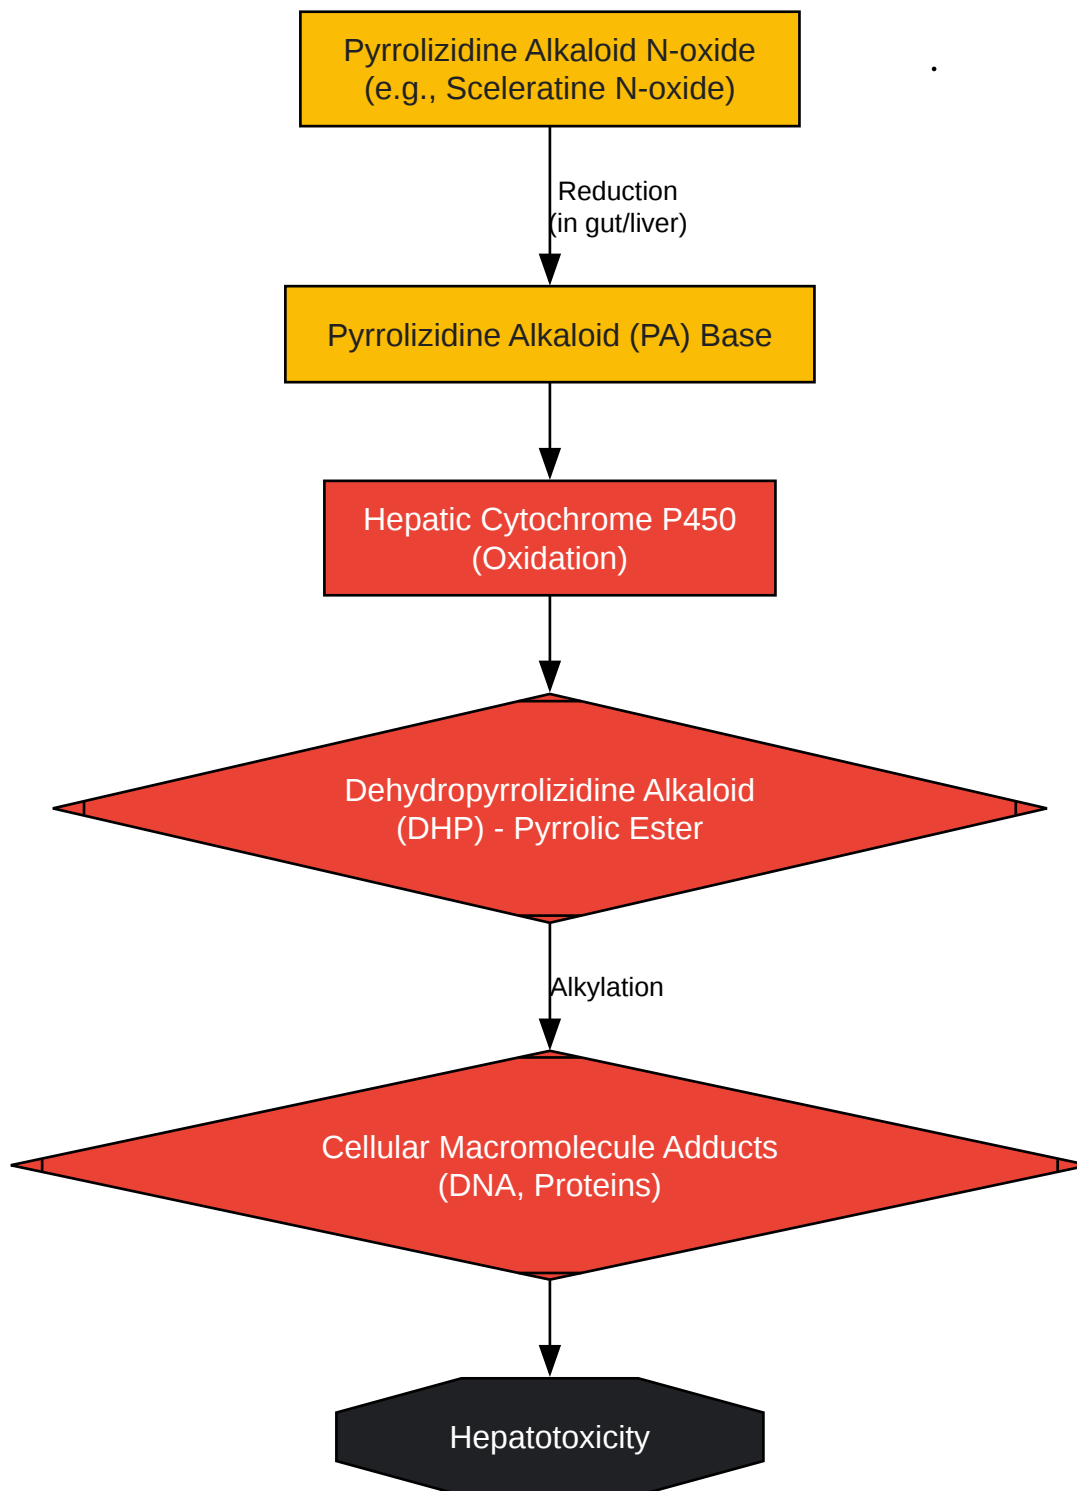 Pyrrolizidine Alkaloid N-oxide
(e.g., Sceleratine N-oxide)
Reduction
(in gut/liver)
Pyrrolizidine Alkaloid (PA) Base
Hepatic Cytochrome P450
(Oxidation)
Dehydropyrrolizidine Alkaloid
(DHP) - Pyrrolic Ester
Alkylation
Cellular Macromolecule Adducts
(DNA, Proteins)
Hepatotoxicity